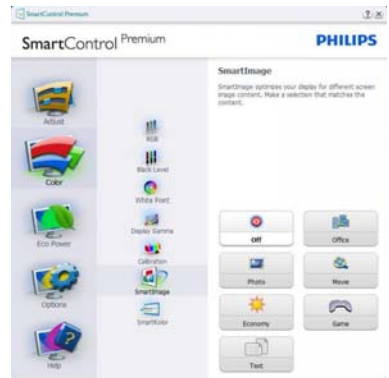 SmartControl Premium
SmartControl Premium
PHILIPS
Adjust
Color
Eco Power
Options
Help
RGB
Black Level
White Point
Display Gamma
Calibration
SmartImage
SmartKolor
SmartImage
SmartImage optimizes your display for different screen
image content. Make a selection that matches the
content.
Off
Office
Photo
Movie
Economy
Game
Text